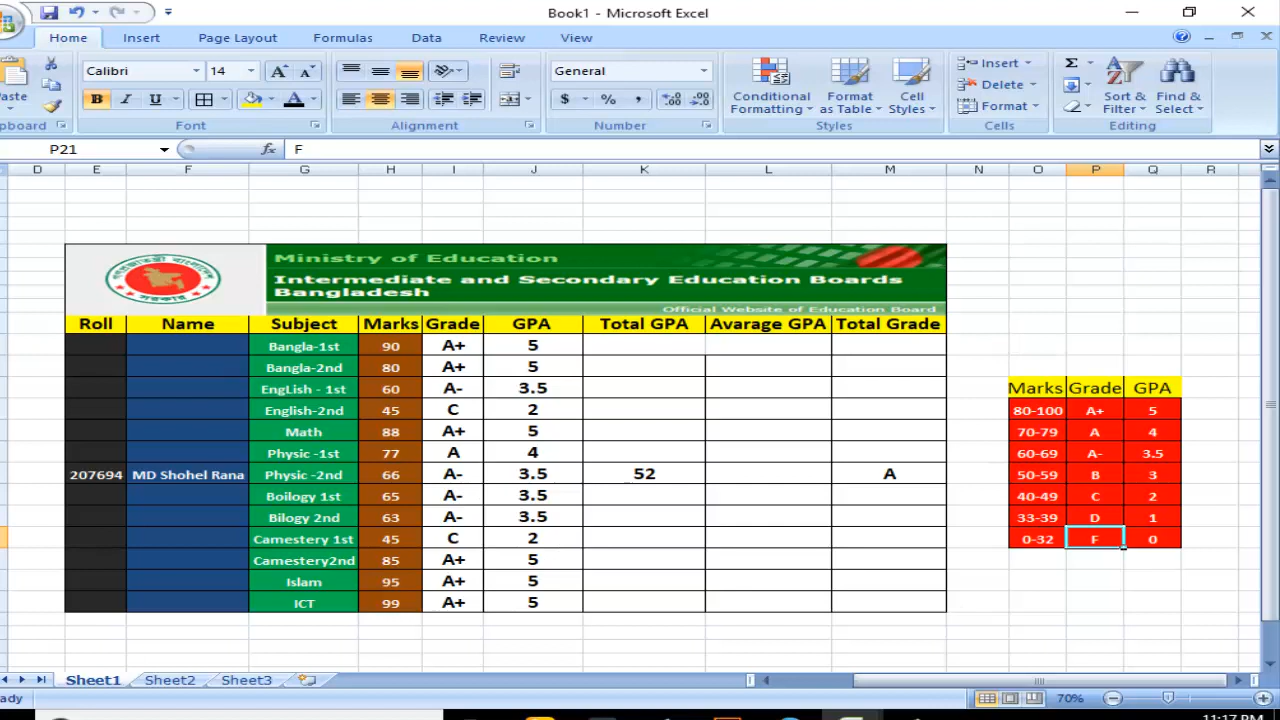 Book1 - Microsoft Excel
Home Insert Page Layout Formulas Data Review View
Paste Calibri 14 General Insert Delete Format
B I U $ % , Conditional Formatting Format as Table Cell Styles Sort & Filter Find & Select
Font Alignment Number Styles Cells Editing
P21 fx F
D E F G H I J K L M N O P Q R
Ministry of Education
Intermediate and Secondary Education Boards
Bangladesh
Official Website of Education Board
Roll Name Subject Marks Grade GPA Total GPA Avarage GPA Total Grade
Bangla-1st 90 A+ 5
Bangla-2nd 80 A+ 5
EngLish - 1st 60 A- 3.5 Marks Grade GPA
English-2nd 45 C 2 80-100 A+ 5
Math 88 A+ 5 70-79 A 4
Physic -1st 77 A 4 60-69 A- 3.5
207694 MD Shohel Rana Physic -2nd 66 A- 3.5 52 A 50-59 B 3
Boilogy 1st 65 A- 3.5 40-49 C 2
Bilogy 2nd 63 A- 3.5 33-39 D 1
Camestery 1st 45 C 2 0-32 F 0
Camestery2nd 85 A+ 5
Islam 95 A+ 5
ICT 99 A+ 5
Sheet1 Sheet2 Sheet3
70%
11:17 PM